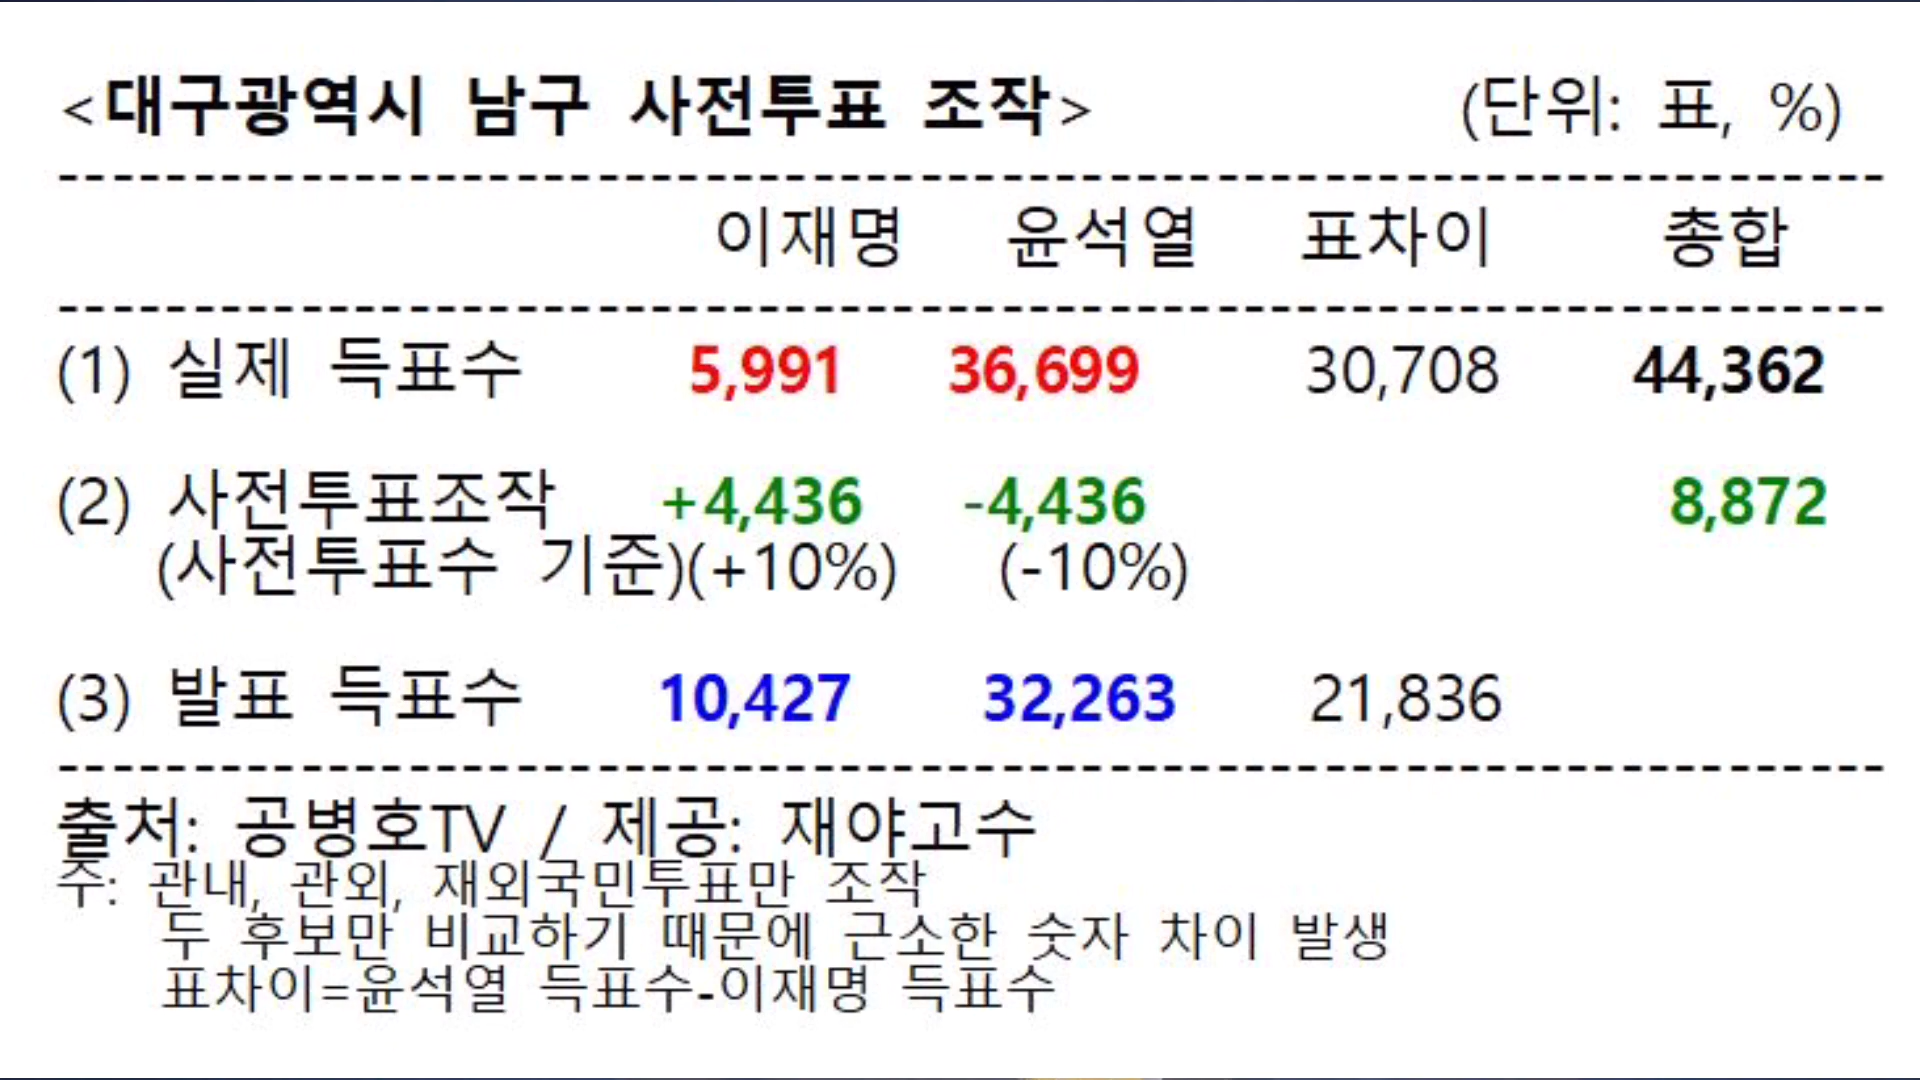 <대구광역시 남구 사전투표 조작> (단위: 표, %)
이재명 윤석열 표차이 총합
(1) 실제 득표수 5,991 36,699 30,708 44,362
(2) 사전투표조작 +4,436 -4,436 8,872
(사전투표수 기준)(+10%) (-10%)
(3) 발표 득표수 10,427 32,263 21,836
출처: 공병호TV / 제공: 재야고수
주: 관내, 관외, 재외국민투표만 조작
두 후보만 비교하기 때문에 근소한 숫자 차이 발생
표차이=윤석열 득표수-이재명 득표수